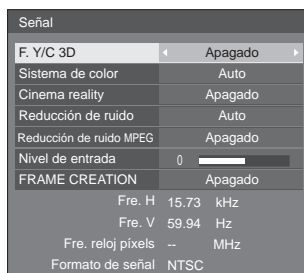 Señal
F. Y/C 3D Apagado
Sistema de color Auto
Cinema reality Apagado
Reducción de ruido Auto
Reducción de ruido MPEG Apagado
Nivel de entrada 0
FRAME CREATION Apagado
Fre. H 15.73 kHz
Fre. V 59.94 Hz
Fre. reloj píxels -- MHz
Formato de señal NTSC